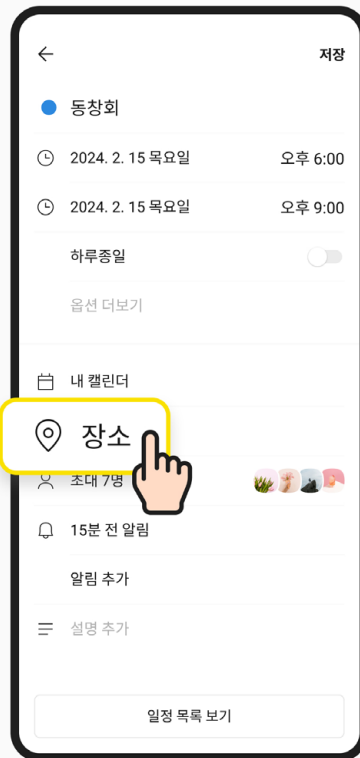 저장
동창회
2024. 2. 15 목요일 오후 6:00
2024. 2. 15 목요일 오후 9:00
하루종일
옵션 더보기
내 캘린더
장소
초대 7명
15분 전 알림
알림 추가
설명 추가
일정 목록 보기